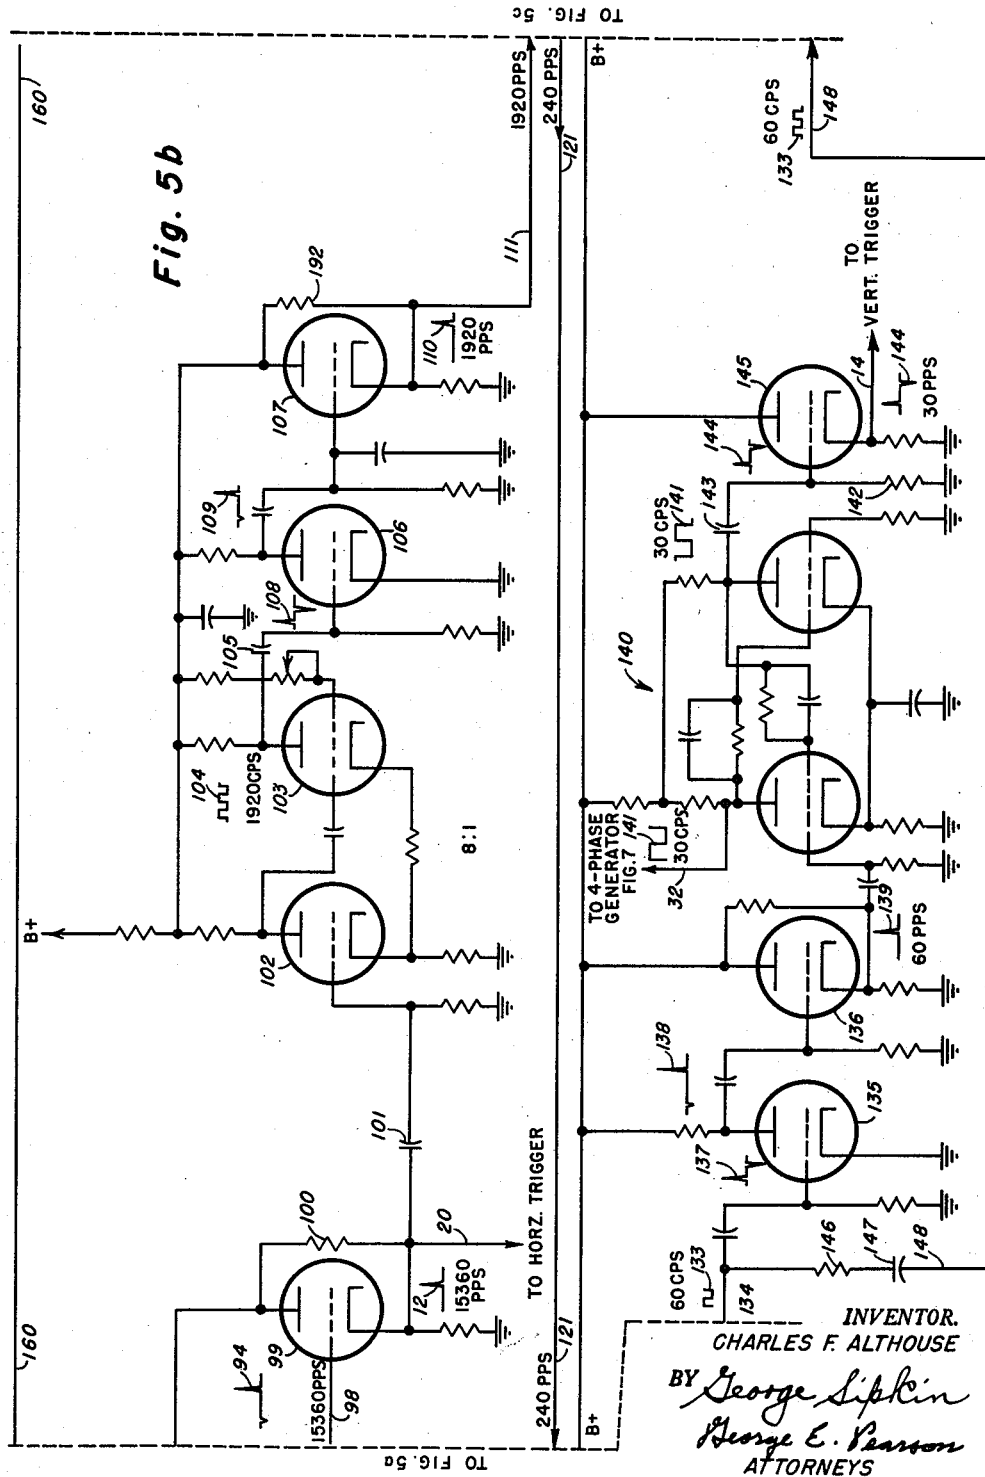 TO FIG. 5c
160
160
Fig. 5b
B+
1920PPS
240 PPS
111
121
192
107
110
1920
PPS
109
106
108
105
104
1920CPS
103
8:1
102
101
100
99
94
15360PPS
98
12
15360
PPS
20
TO HORZ. TRIGGER
240 PPS
121
TO FIG. 5a
B+
B+
60 CPS
133
148
TO
VERT. TRIGGER
14
144
30PPS
145
144
142
143
30 CPS
141
140
TO 4-PHASE
GENERATOR
FIG.7
141
30CPS
32
139
60 PPS
136
138
135
137
60CPS
133
134
146
147
148
INVENTOR.
CHARLES F. ALTHOUSE
BY George Sipkin
George E. Pearson
ATTORNEYS